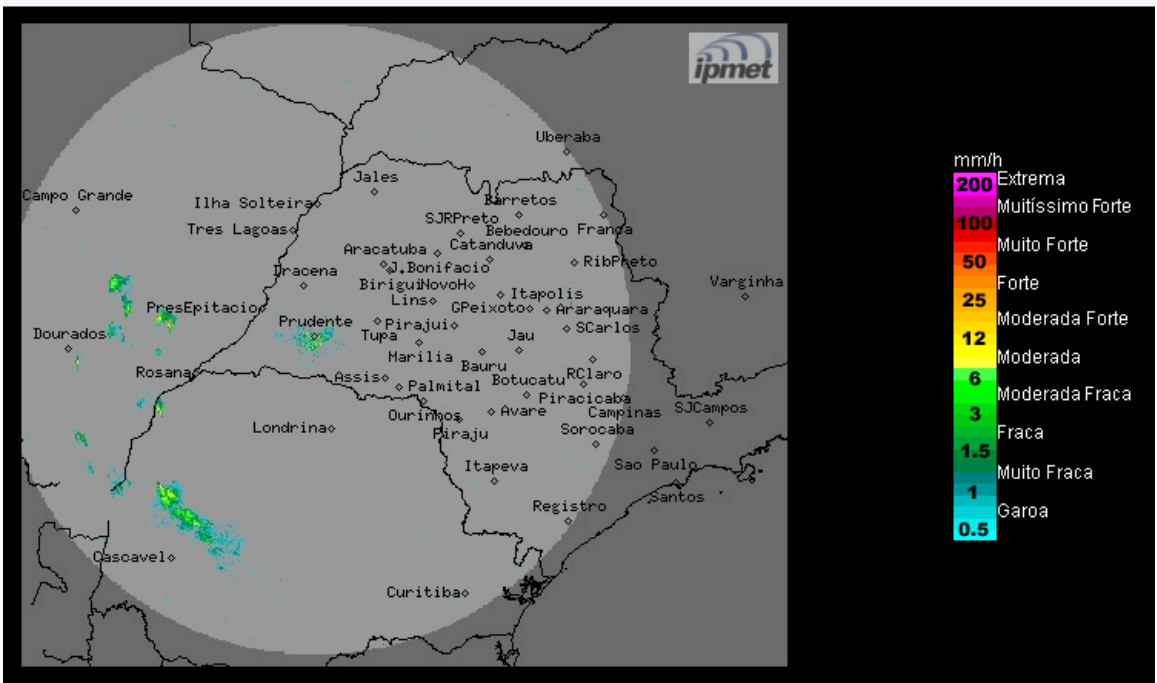 ipmet
Uberaba
Jales
Campo Grande
Ilha Solteira
Barretos
SJRPreto
Tres Lagoas
Bebedouro
Franca
Catanduva
Aracatuba
RibPreto
J.Bonifacio
Dracena
Varginha
Birigui
NovoH
Itapolis
Lins
PresEpitacio
GPeixoto
Araraquara
Prudente
Pirajui
SCarlos
Dourados
Tupa
Jau
Marilia
Bauru
Rosana
Assis
Botucatu
RClaro
Palmital
Piracicaba
Ourinhos
Avare
Campinas
SJCampos
Londrina
Piraju
Sorocaba
Itapeva
Sao Paulo
Santos
Registro
Cascavel
Curitiba
mm/h
200 Extrema
Muitíssimo Forte
100
Muito Forte
50
Forte
25
Moderada Forte
12
Moderada
6
Moderada Fraca
3
Fraca
1.5
Muito Fraca
1
Garoa
0.5